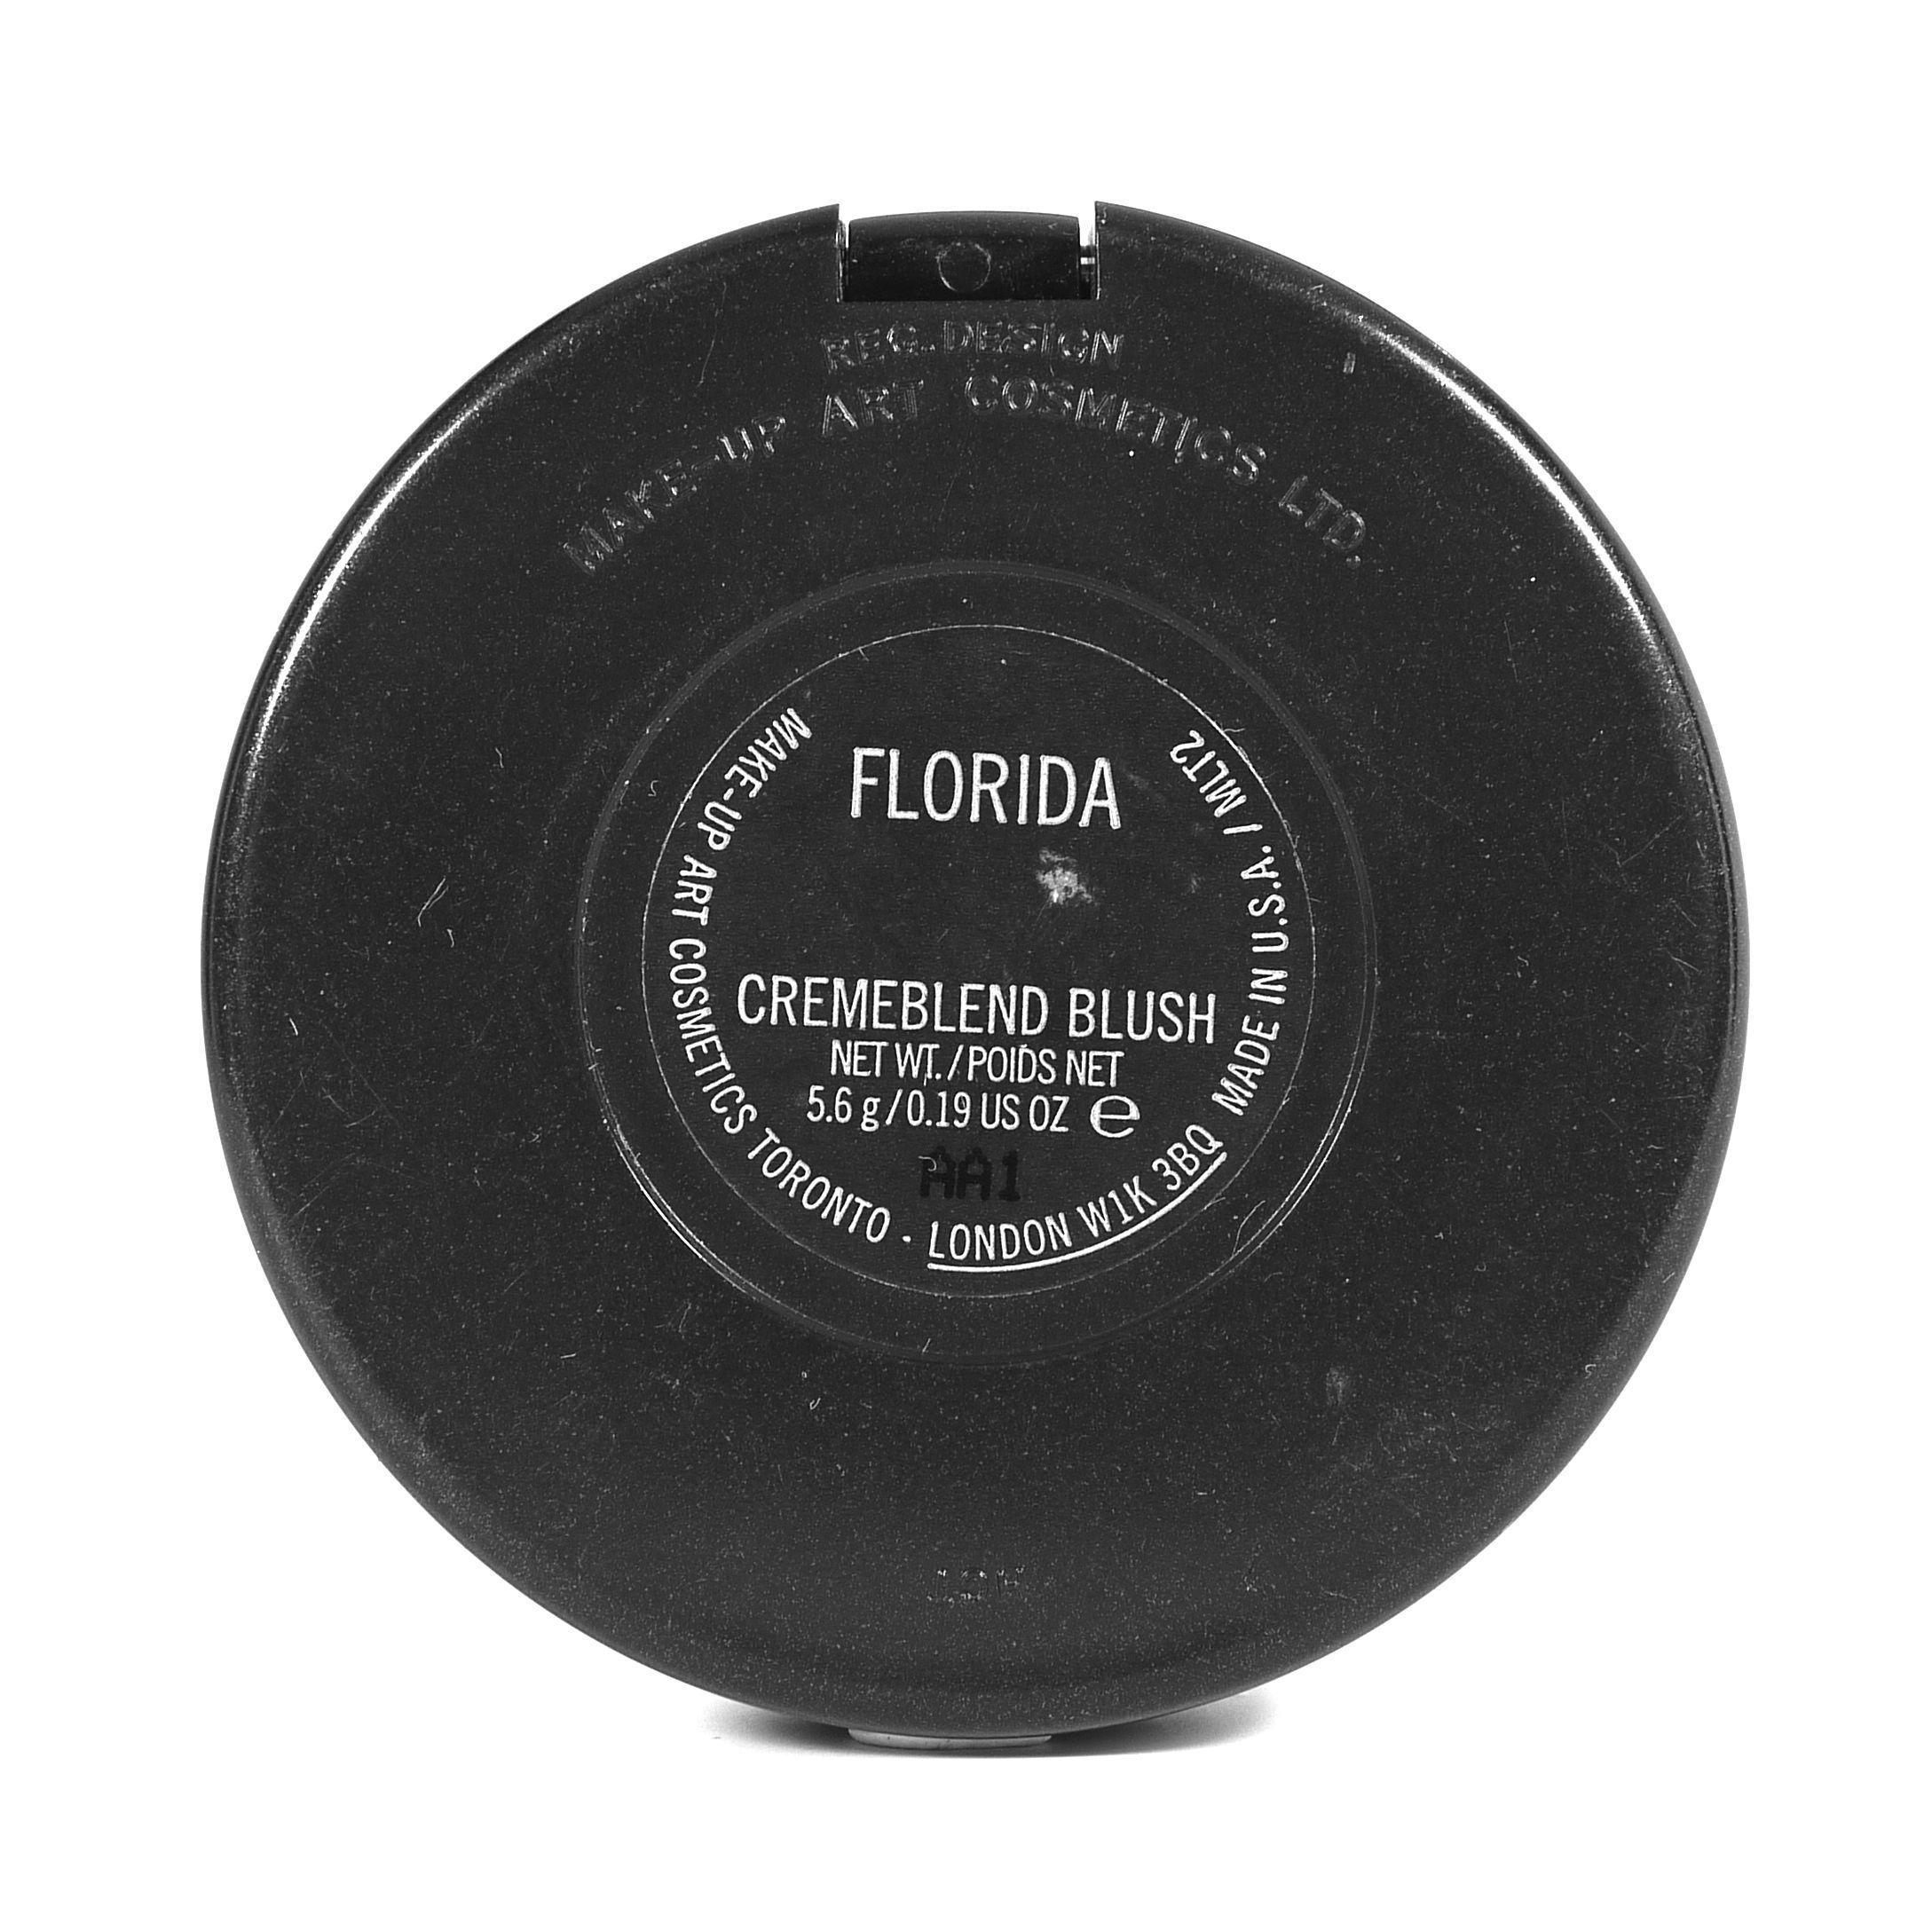 REG. DESIGN
MAKE-UP ART COSMETICS LTD.
FLORIDA
CREMEBLEND BLUSH
NET WT. / POIDS NET
5.6 g / 0.19 US OZ e
AA1
MAKE-UP ART COSMETICS TORONTO · LONDON W1K 3BQ MADE IN U.S.A. / MLT2